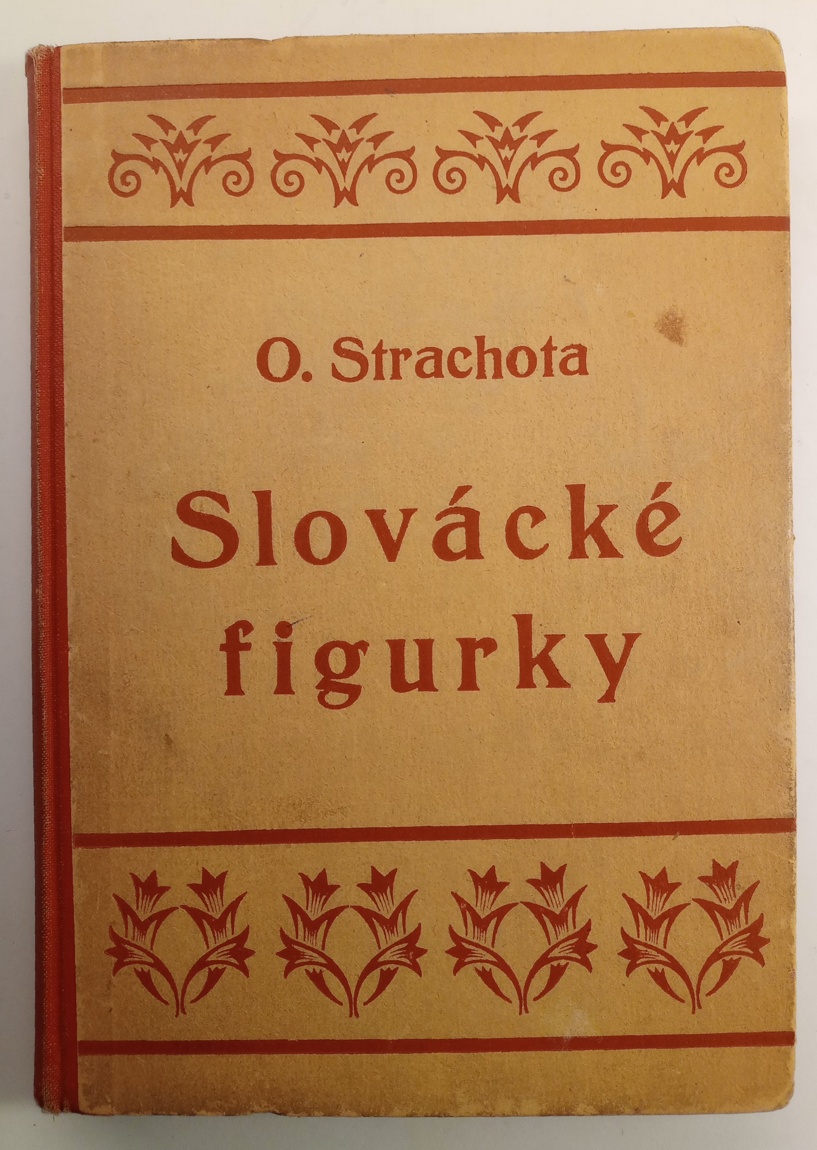 O. Strachota
Slovácké
figurky